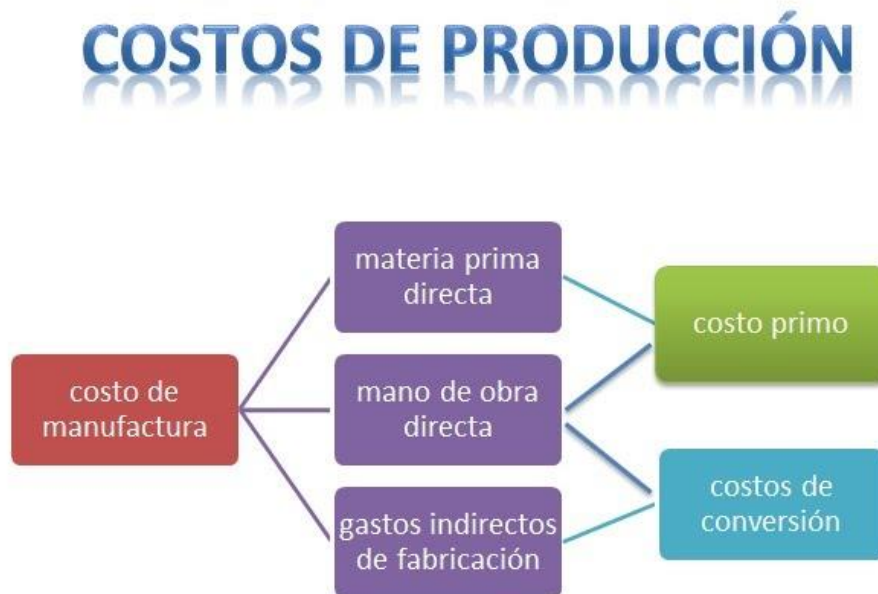 COSTOS DE PRODUCCIÓN
materia prima
directa
costo primo
costo de
manufactura
mano de obra
directa
costos de
conversión
gastos indirectos
de fabricación